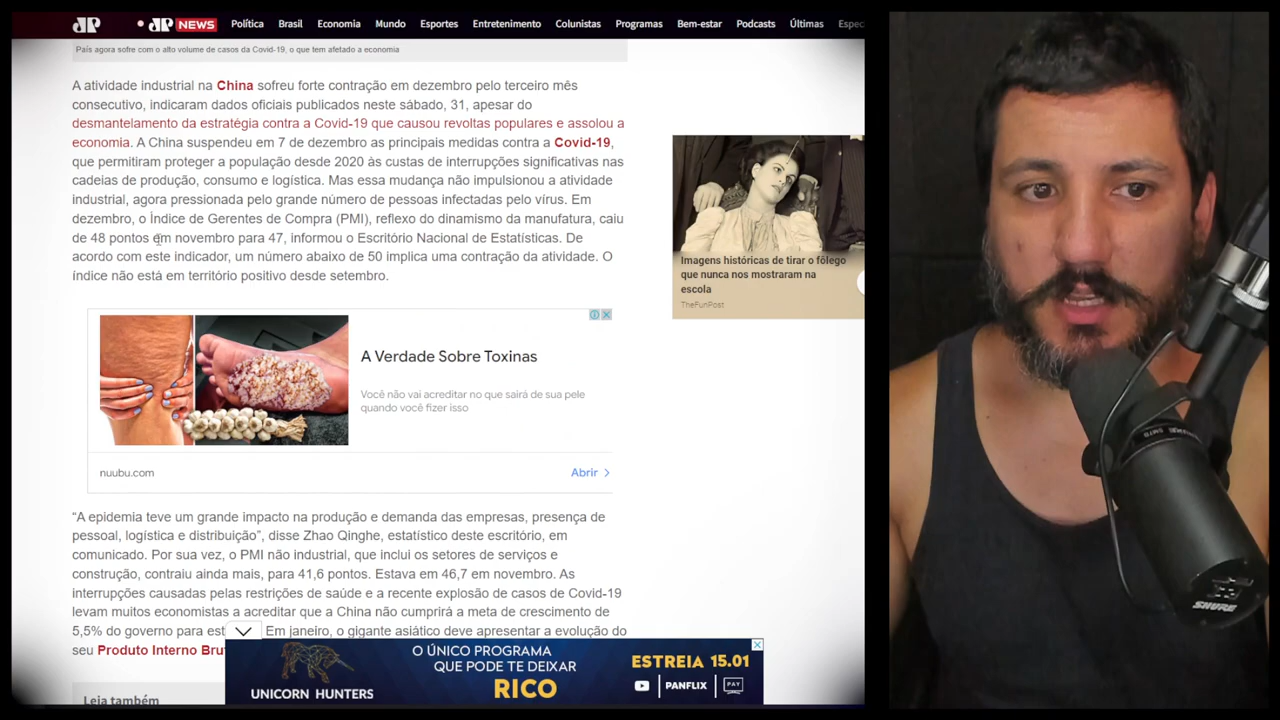 JP JP NEWS Política Brasil Economia Mundo Esportes Entretenimento Colunistas Programas Bem-estar Podcasts Últimas Espec
País agora sofre com o alto volume de casos da Covid-19, o que tem afetado a economia
A atividade industrial na China sofreu forte contração em dezembro pelo terceiro mês
consecutivo, indicaram dados oficiais publicados neste sábado, 31, apesar do
desmantelamento da estratégia contra a Covid-19 que causou revoltas populares e assolou a
economia. A China suspendeu em 7 de dezembro as principais medidas contra a Covid-19,
que permitiram proteger a população desde 2020 às custas de interrupções significativas nas
cadeias de produção, consumo e logística. Mas essa mudança não impulsionou a atividade
industrial, agora pressionada pelo grande número de pessoas infectadas pelo vírus. Em
dezembro, o Índice de Gerentes de Compra (PMI), reflexo do dinamismo da manufatura, caiu
de 48 pontos em novembro para 47, informou o Escritório Nacional de Estatísticas. De
acordo com este indicador, um número abaixo de 50 implica uma contração da atividade. O
índice não está em território positivo desde setembro.
Imagens históricas de tirar o fôlego
que nunca nos mostraram na
escola
TheFunPost
A Verdade Sobre Toxinas
Você não vai acreditar no que sairá de sua pele
quando você fizer isso
nuubu.com
Abrir
“A epidemia teve um grande impacto na produção e demanda das empresas, presença de
pessoal, logística e distribuição”, disse Zhao Qinghe, estatístico deste escritório, em
comunicado. Por sua vez, o PMI não industrial, que inclui os setores de serviços e
construção, contraiu ainda mais, para 41,6 pontos. Estava em 46,7 em novembro. As
interrupções causadas pelas restrições de saúde e a recente explosão de casos de Covid-19
levam muitos economistas a acreditar que a China não cumprirá a meta de crescimento de
5,5% do governo para est Em janeiro, o gigante asiático deve apresentar a evolução do
seu Produto Interno Bru
Leia também
UNICORN HUNTERS
O ÚNICO PROGRAMA
QUE PODE TE DEIXAR
RICO
ESTREIA 15.01
PANFLIX
PAY
SHURE